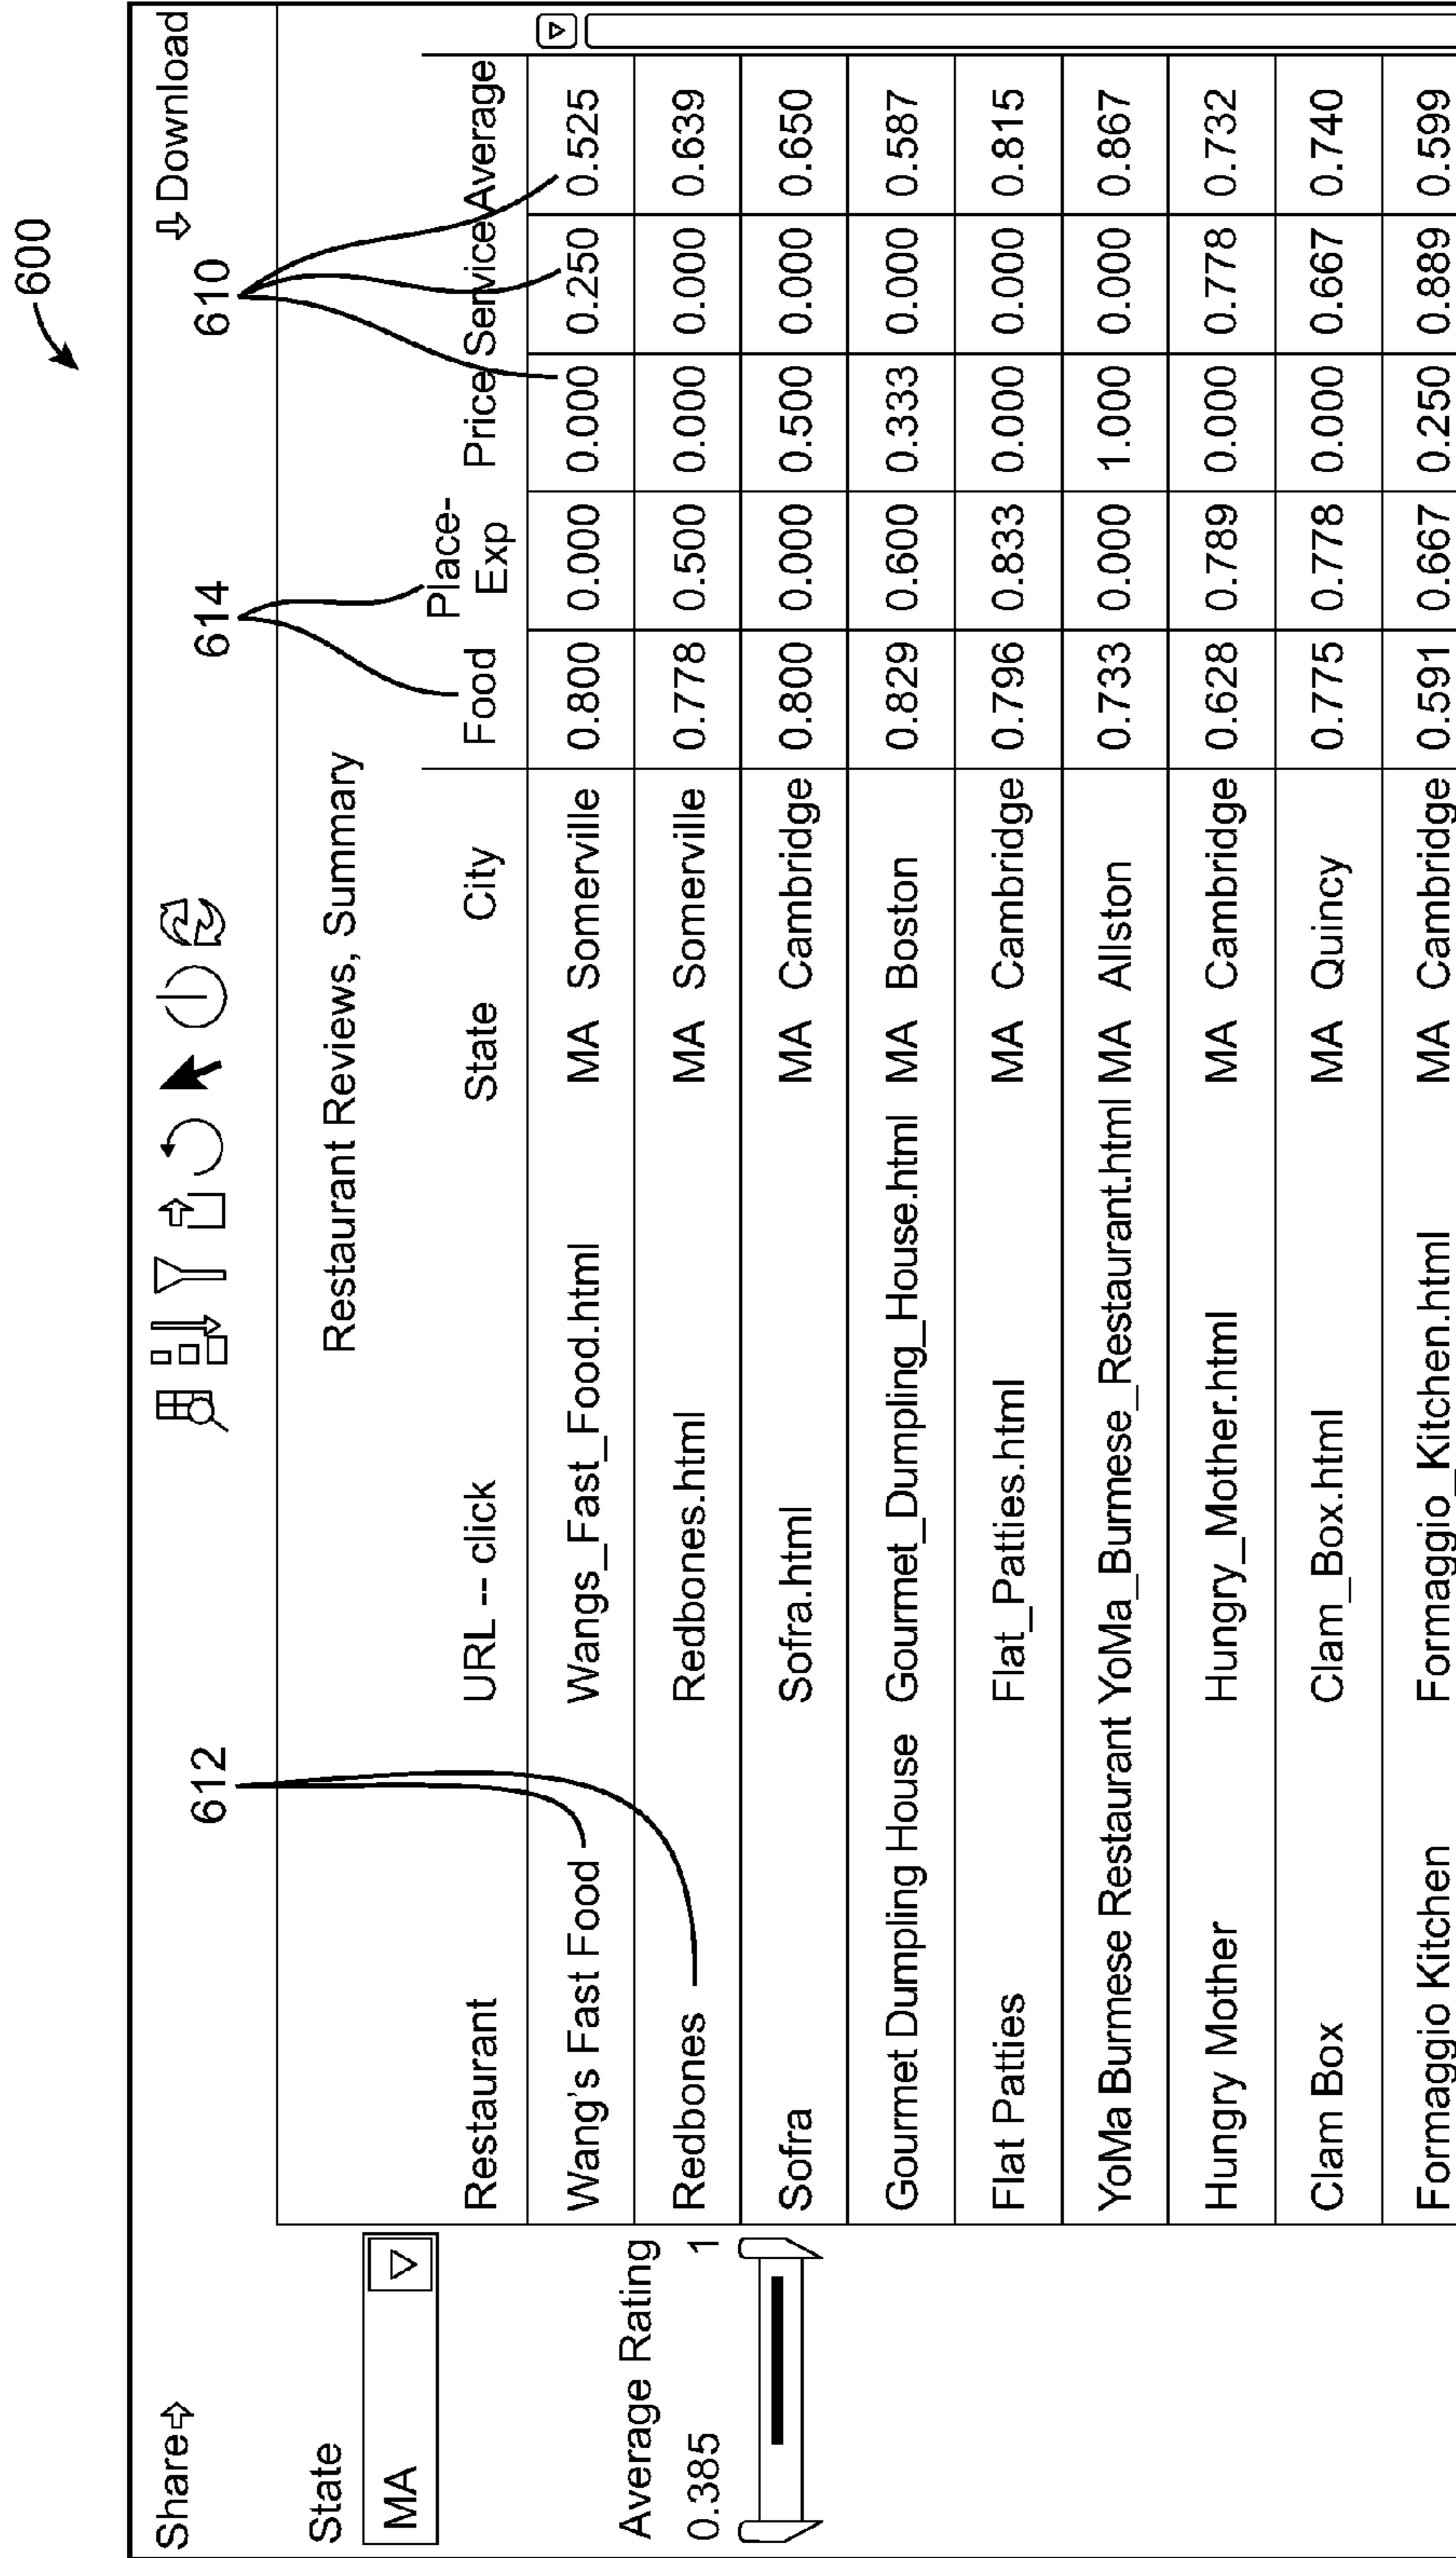 600
Share
Download
612
614
610
Restaurant Reviews, Summary
State
MA
Average Rating
0.385 1
Restaurant URL -- click State City Food Place-Exp Price Service Average
Wang's Fast Food Wangs_Fast_Food.html MA Somerville 0.800 0.000 0.000 0.250 0.525
Redbones Redbones.html MA Somerville 0.778 0.500 0.000 0.000 0.639
Sofra Sofra.html MA Cambridge 0.800 0.000 0.500 0.000 0.650
Gourmet Dumpling House Gourmet_Dumpling_House.html MA Boston 0.829 0.600 0.333 0.000 0.587
Flat Patties Flat_Patties.html MA Cambridge 0.796 0.833 0.000 0.000 0.815
YoMa Burmese Restaurant YoMa_Burmese_Restaurant.html MA Allston 0.733 0.000 1.000 0.000 0.867
Hungry Mother Hungry_Mother.html MA Cambridge 0.628 0.789 0.000 0.778 0.732
Clam Box Clam_Box.html MA Quincy 0.775 0.778 0.000 0.667 0.740
Formaggio Kitchen Formaggio_Kitchen.html MA Cambridge 0.591 0.667 0.250 0.889 0.599